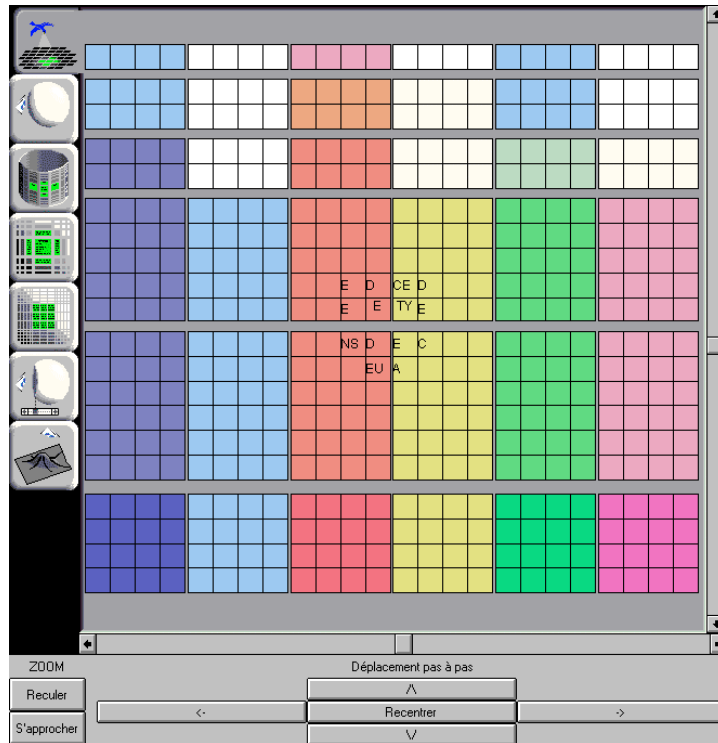 E D CE D
E E TY E
NS D E C
EU A
ZOOM Déplacement pas à pas
Reculer /\
<- Recentrer ->
S'approcher \/